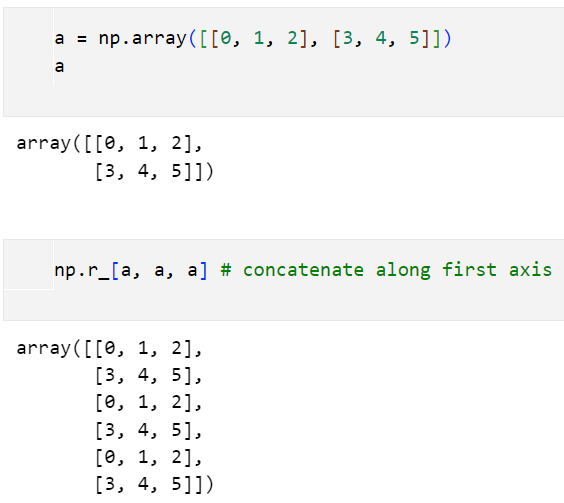 a = np.array([[0, 1, 2], [3, 4, 5]])
a
array([[0, 1, 2],
       [3, 4, 5]])
np.r_[a, a, a] # concatenate along first axis
array([[0, 1, 2],
       [3, 4, 5],
       [0, 1, 2],
       [3, 4, 5],
       [0, 1, 2],
       [3, 4, 5]])